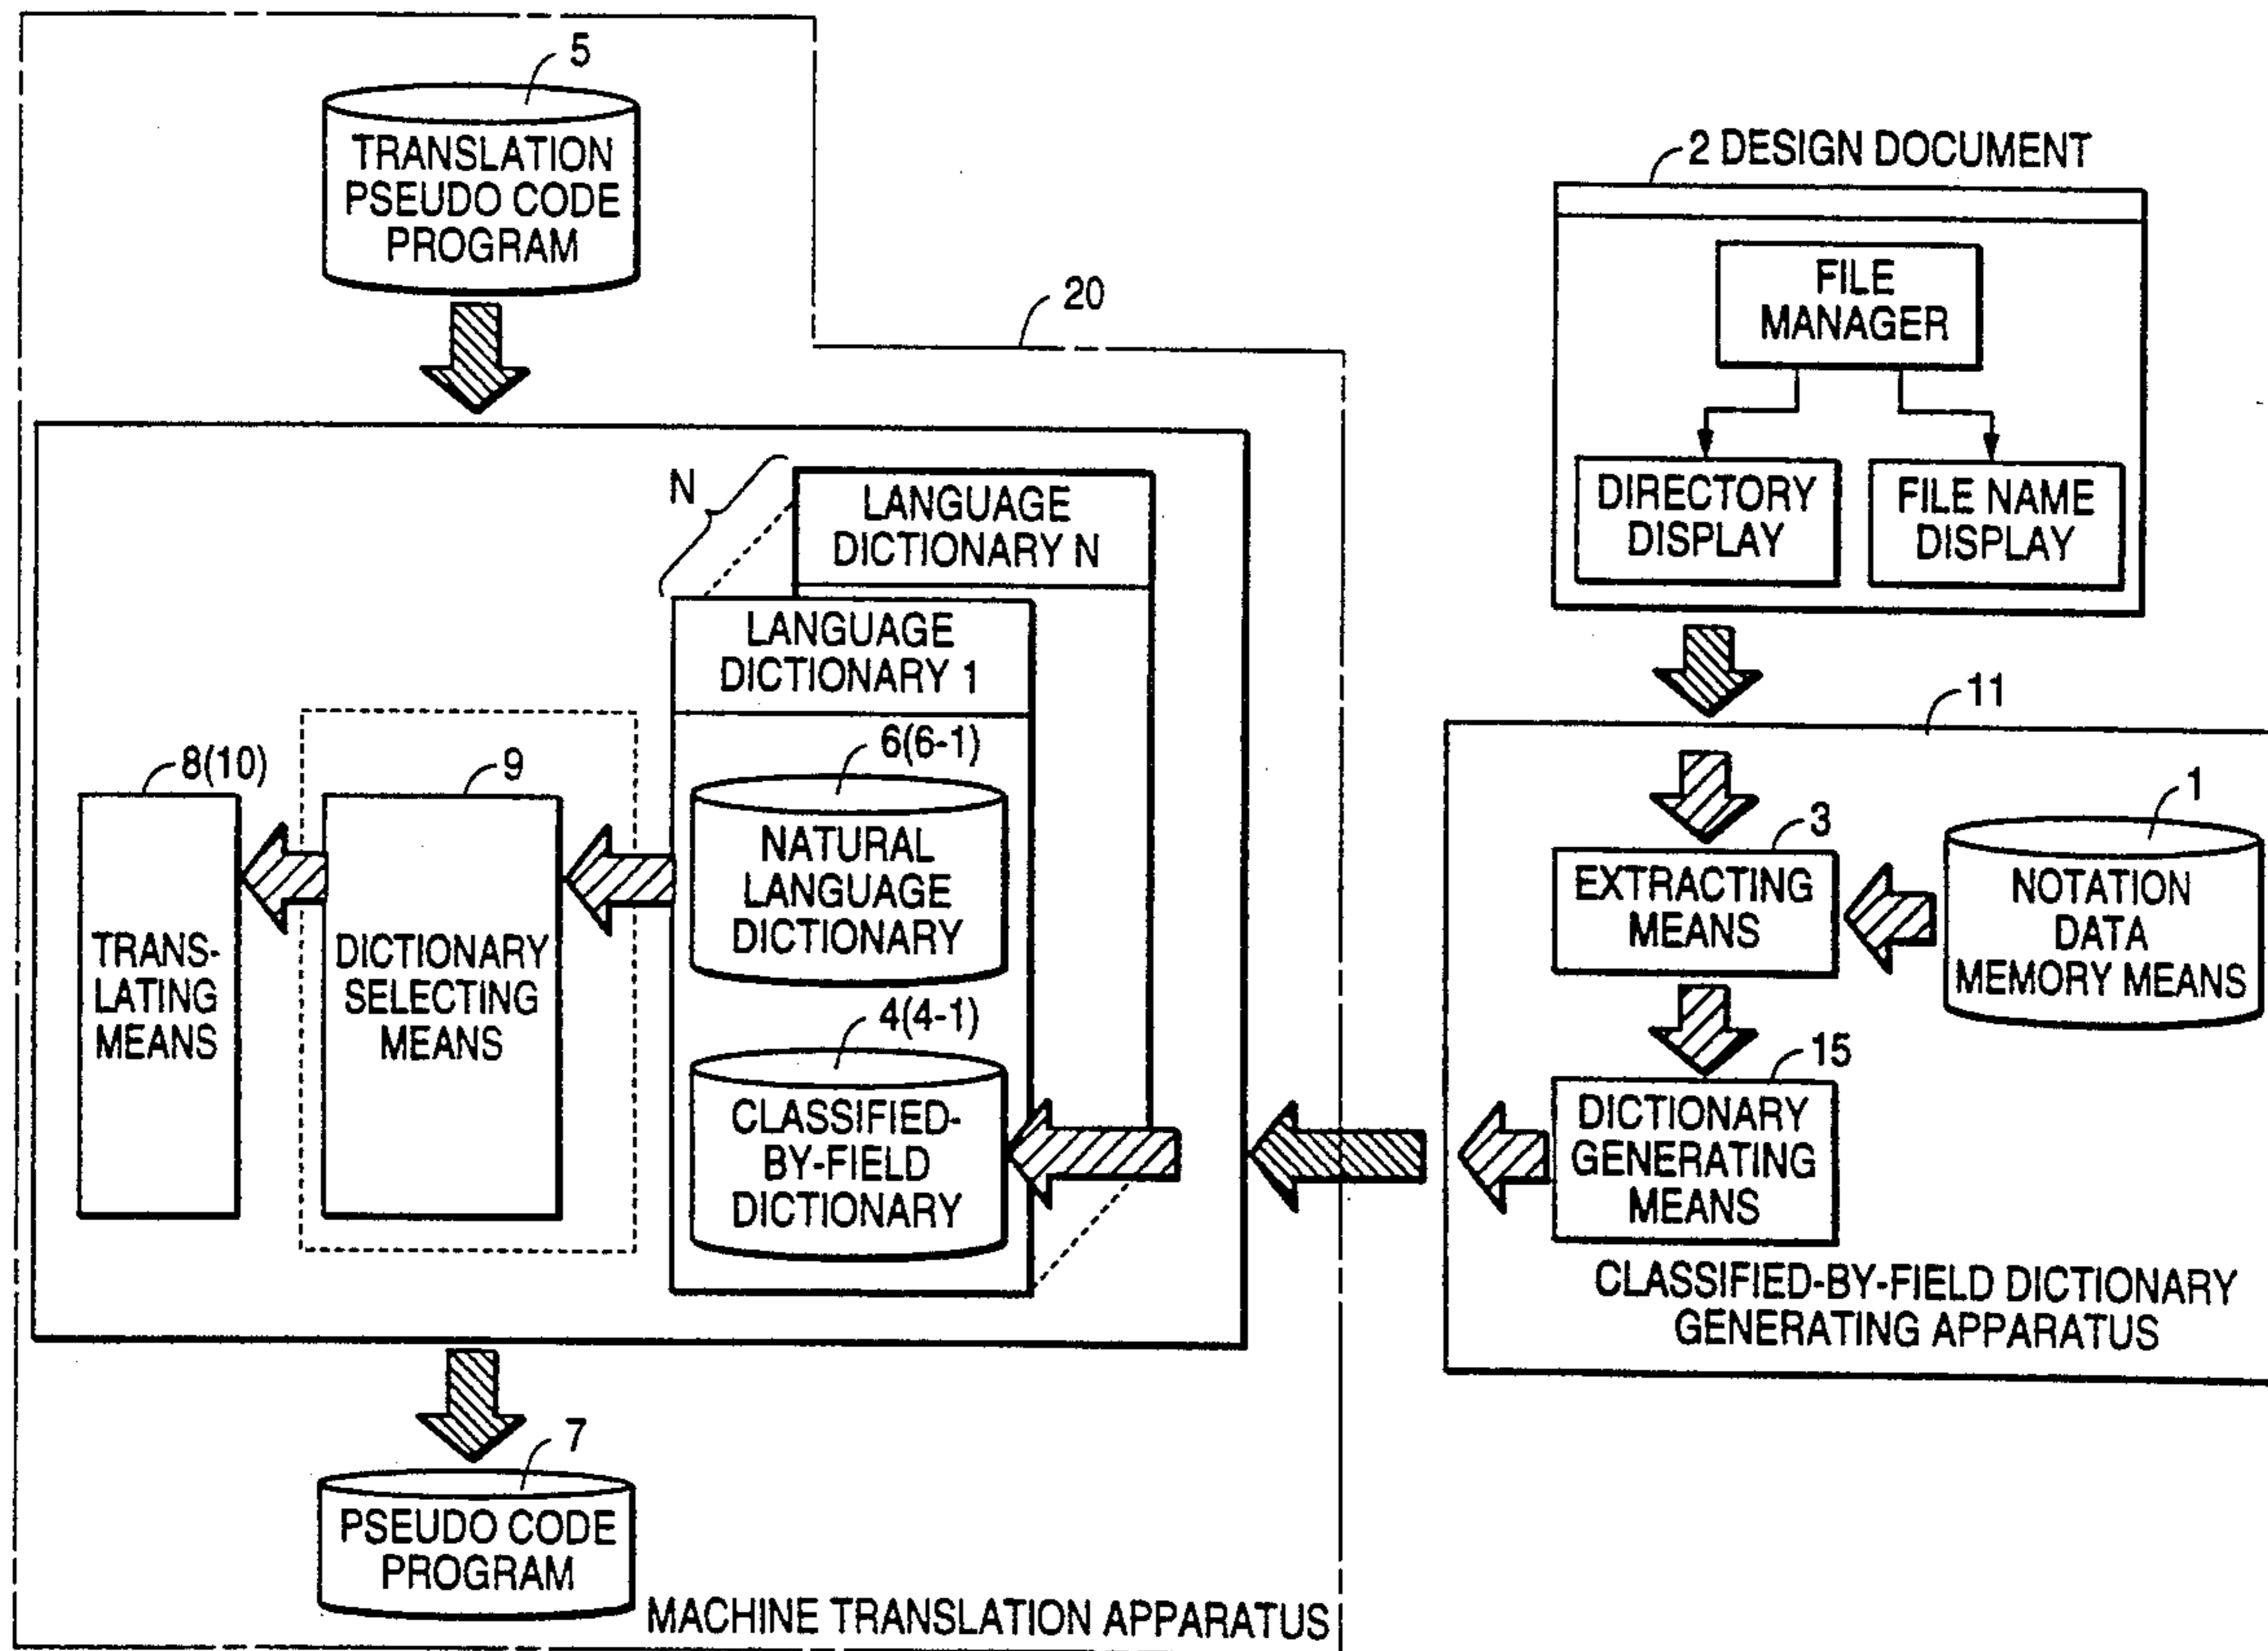 5
TRANSLATION
PSEUDO CODE
PROGRAM
20
N
LANGUAGE
DICTIONARY N
LANGUAGE
DICTIONARY 1
8(10)
TRANS-
LATING
MEANS
9
DICTIONARY
SELECTING
MEANS
6(6-1)
NATURAL
LANGUAGE
DICTIONARY
4(4-1)
CLASSIFIED-
BY-FIELD
DICTIONARY
7
PSEUDO CODE
PROGRAM
MACHINE TRANSLATION APPARATUS
2 DESIGN DOCUMENT
FILE
MANAGER
DIRECTORY
DISPLAY
FILE NAME
DISPLAY
11
3
EXTRACTING
MEANS
1
NOTATION
DATA
MEMORY MEANS
15
DICTIONARY
GENERATING
MEANS
CLASSIFIED-BY-FIELD DICTIONARY
GENERATING APPARATUS